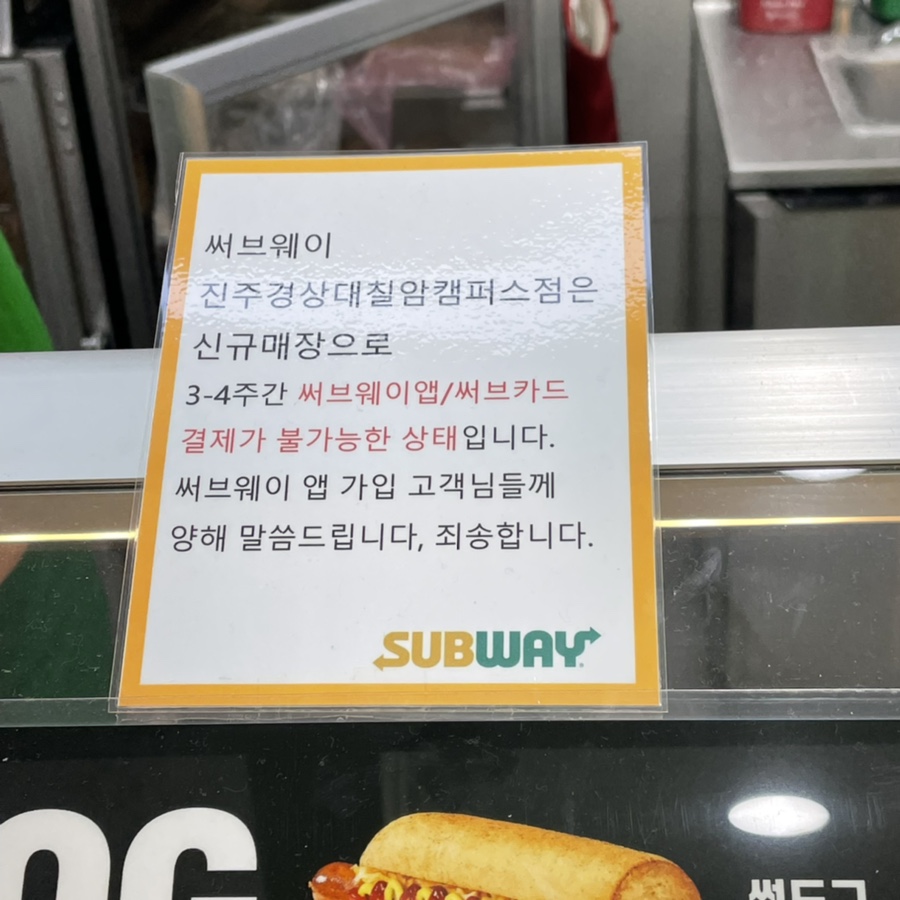 써브웨이
진주경상대칠암캠퍼스점은
신규매장으로
3-4주간 써브웨이앱/써브카드
결제가 불가능한 상태입니다.
써브웨이 앱 가입 고객님들께
양해 말씀드립니다, 죄송합니다.
SUBWAY